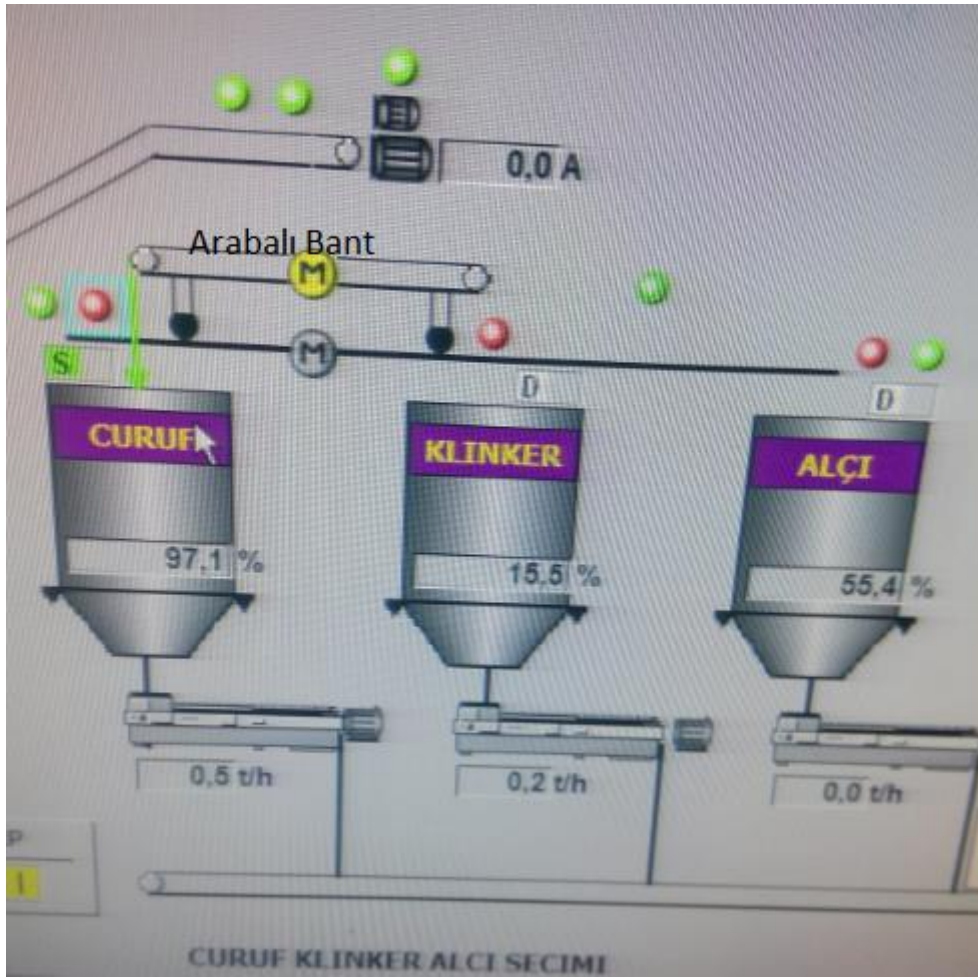 0,0 A
Arabalı Bant
M
M
S
D
D
CURUF
KLINKER
ALÇI
97,1 %
15,5 %
55,4 %
0,5 t/h
0,2 t/h
0,0 t/h
P
I
CURUF KLINKER ALCI SECIMI